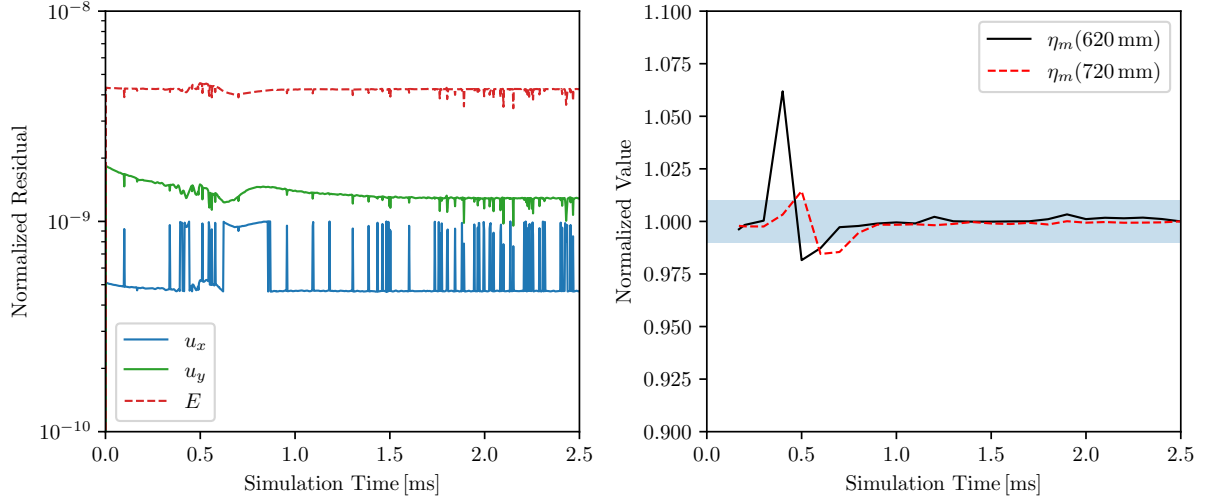 10⁻⁸
10⁻⁹
10⁻¹⁰
Normalized Residual
u_x
u_y
E
0.0 0.5 1.0 1.5 2.0 2.5
Simulation Time [ms]
1.100
1.075
1.050
1.025
1.000
0.975
0.950
0.925
0.900
Normalized Value
η_m(620 mm)
η_m(720 mm)
0.0 0.5 1.0 1.5 2.0 2.5
Simulation Time [ms]